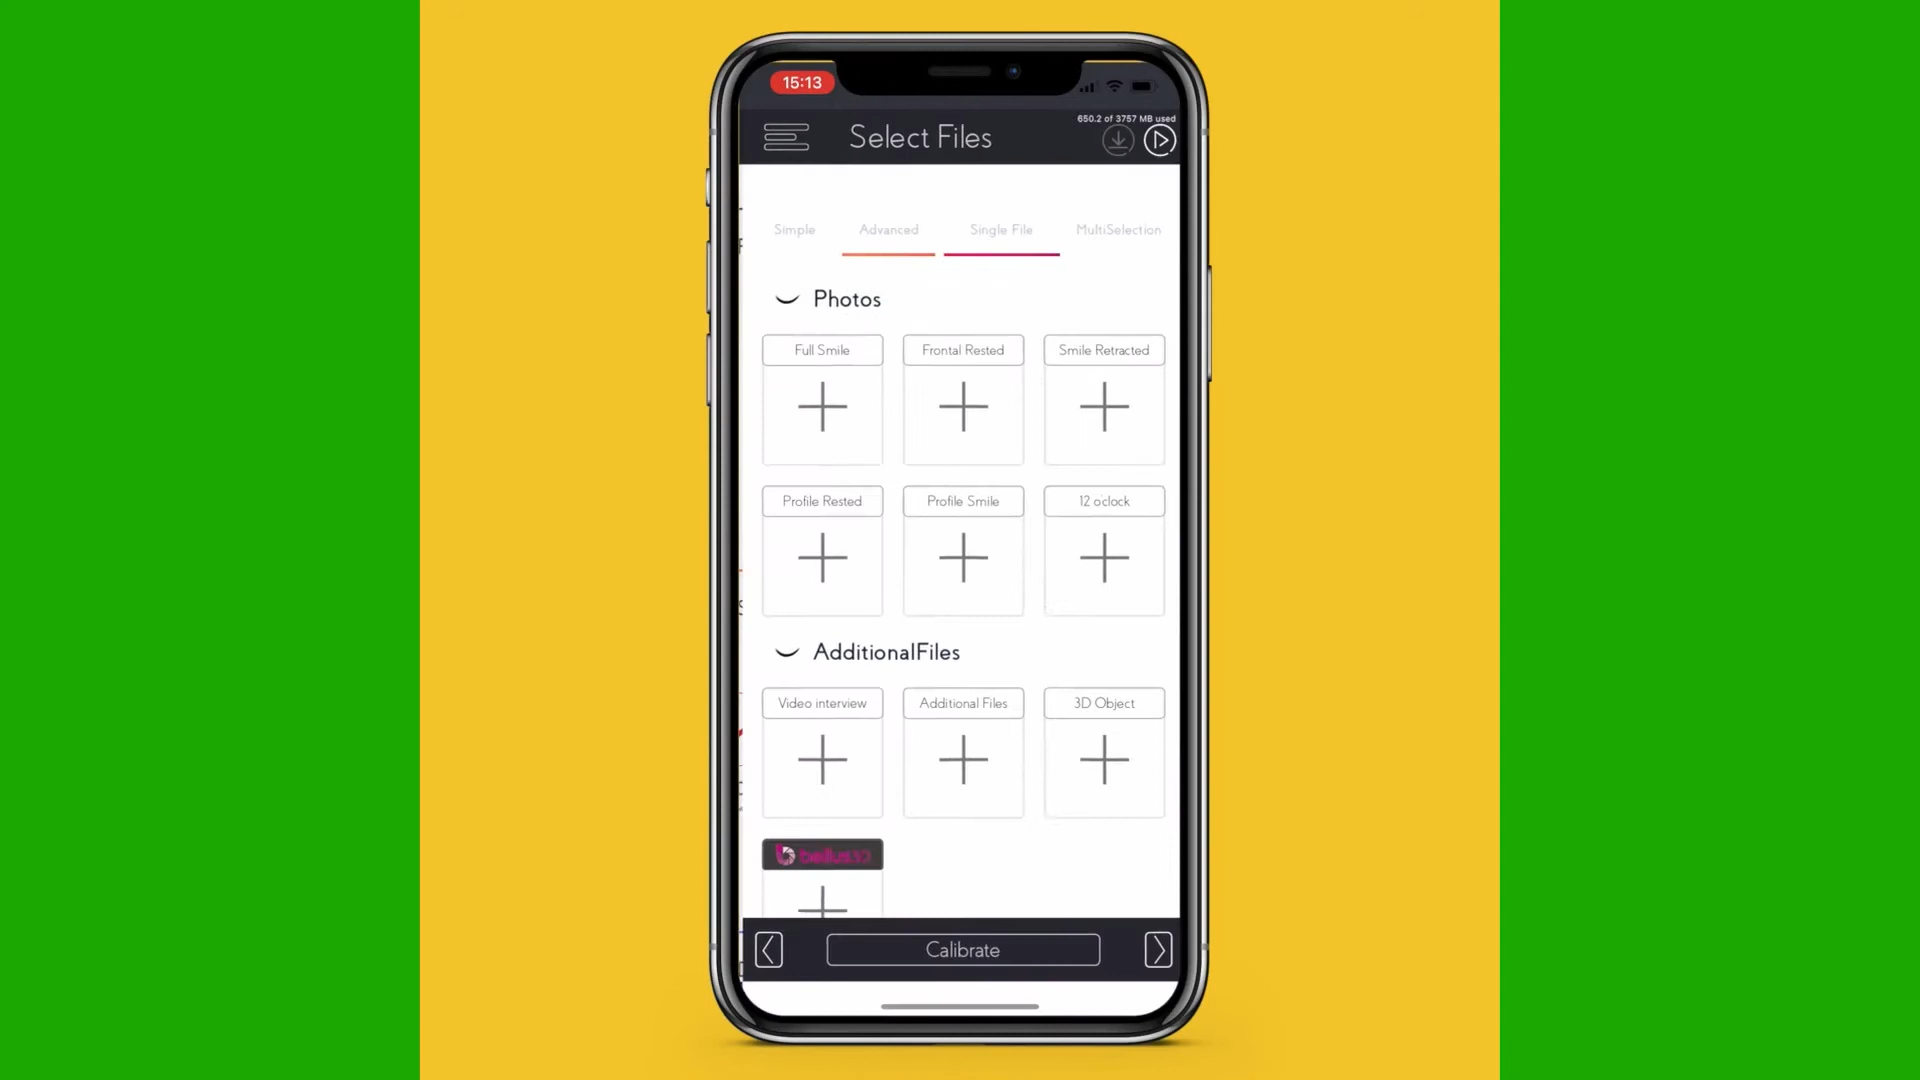 15:13
650.2 of 3757 MB used
Select Files
Simple Advanced Single File MultiSelection
Photos
Full Smile Frontal Rested Smile Retracted
Profile Rested Profile Smile 12 oclock
AdditionalFiles
Video interview Additional Files 3D Object
bellus3D
Calibrate